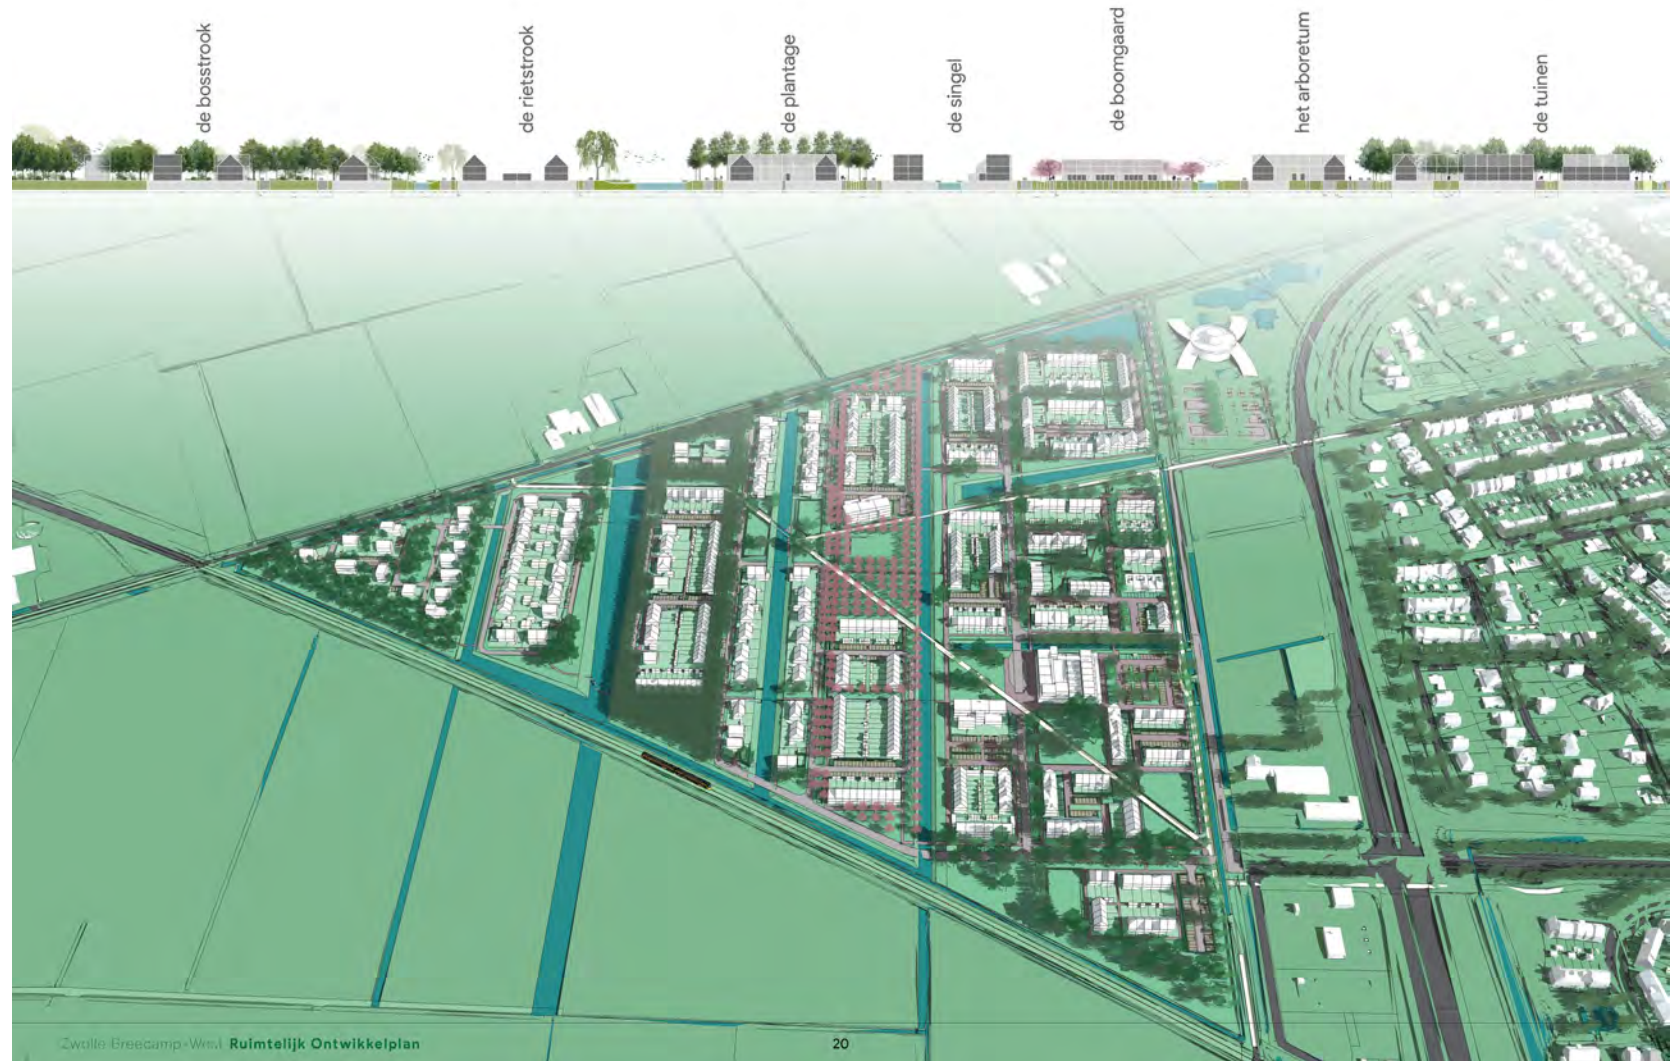 de bosstrook
de rietstrook
de plantage
de singel
de boomgaard
het arboretum
de tuinen
Zwolle Breecamp-West Ruimtelijk Ontwikkelplan
20